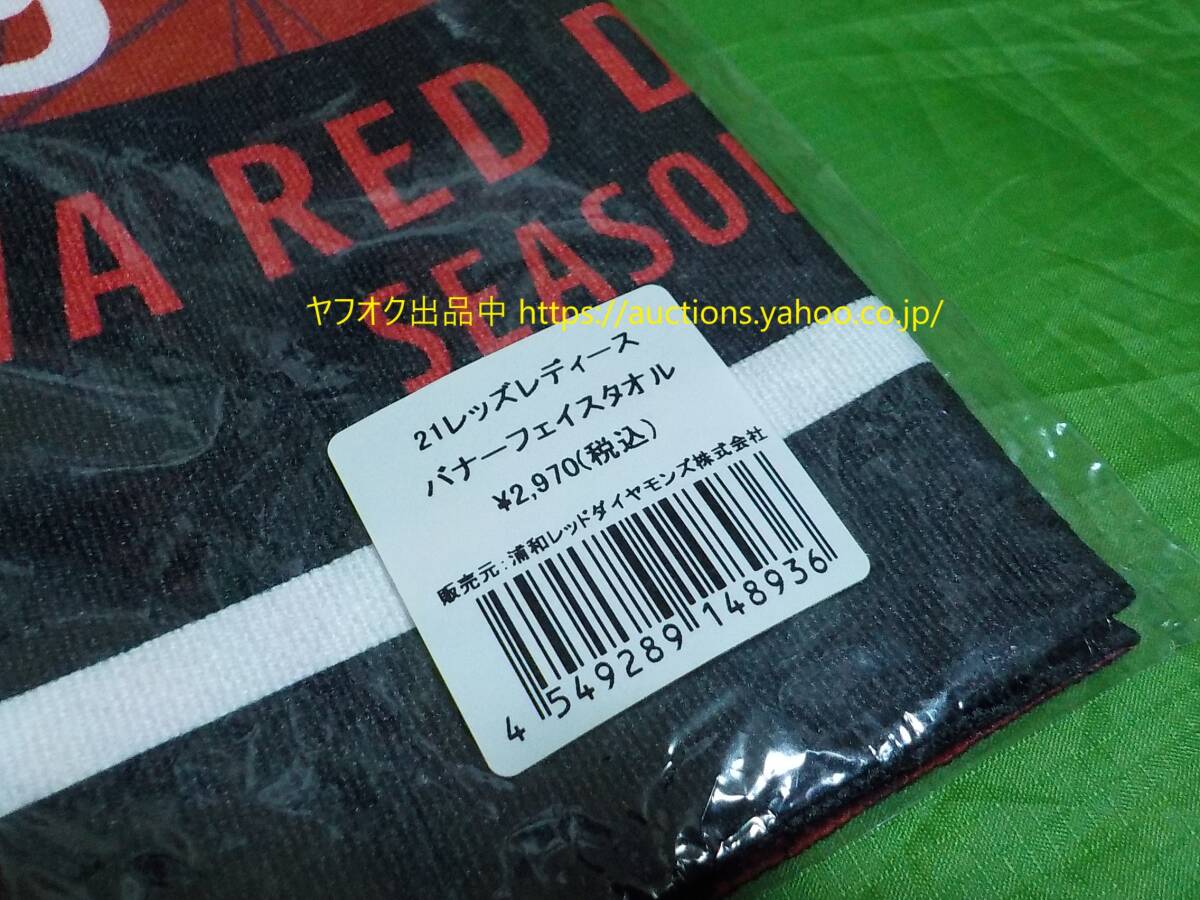 9
VA RED D
SEASO
ヤフオク出品中 https://auctions.yahoo.co.jp/
21レッズレディース
バナーフェイスタオル
¥2,970(税込)
販売元:浦和レッドダイヤモンズ株式会社
4 549289 148936